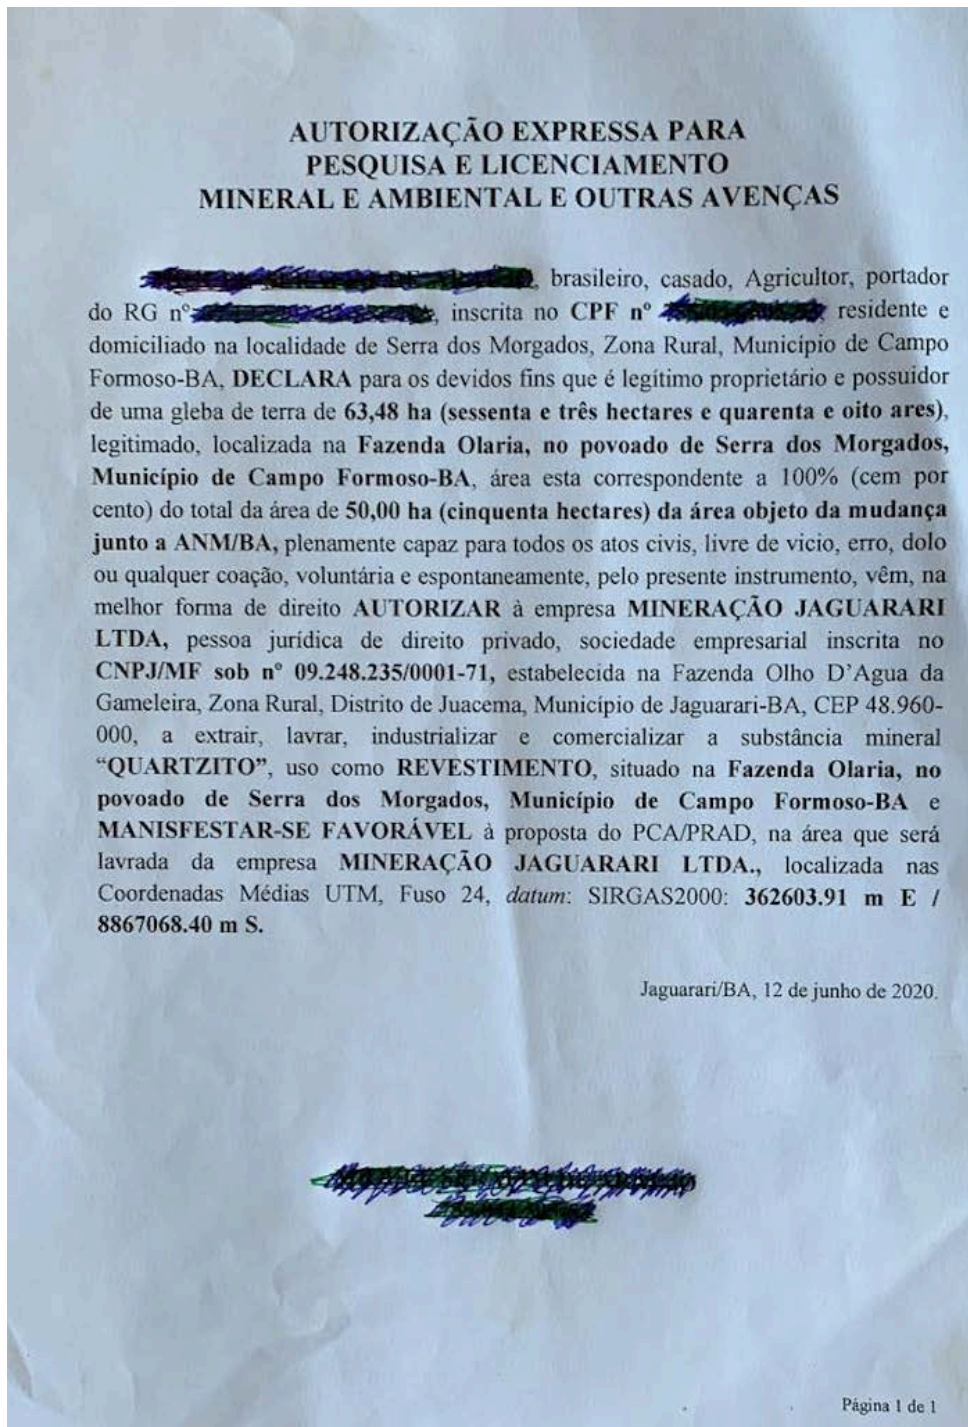 AUTORIZAÇÃO EXPRESSA PARA
PESQUISA E LICENCIAMENTO
MINERAL E AMBIENTAL E OUTRAS AVENÇAS
, brasileiro, casado, Agricultor, portador
do RG nº , inscrita no CPF nº , residente e
domiciliado na localidade de Serra dos Morgados, Zona Rural, Município de Campo
Formoso-BA, DECLARA para os devidos fins que é legítimo proprietário e possuidor
de uma gleba de terra de 63,48 ha (sessenta e três hectares e quarenta e oito ares),
legitimado, localizada na Fazenda Olaria, no povoado de Serra dos Morgados,
Município de Campo Formoso-BA, área esta correspondente a 100% (cem por
cento) do total da área de 50,00 ha (cinquenta hectares) da área objeto da mudança
junto a ANM/BA, plenamente capaz para todos os atos civis, livre de vicio, erro, dolo
ou qualquer coação, voluntária e espontaneamente, pelo presente instrumento, vêm, na
melhor forma de direito AUTORIZAR à empresa MINERAÇÃO JAGUARARI
LTDA, pessoa jurídica de direito privado, sociedade empresarial inscrita no
CNPJ/MF sob nº 09.248.235/0001-71, estabelecida na Fazenda Olho D'Agua da
Gameleira, Zona Rural, Distrito de Juacema, Município de Jaguarari-BA, CEP 48.960-
000, a extrair, lavrar, industrializar e comercializar a substância mineral
“QUARTZITO”, uso como REVESTIMENTO, situado na Fazenda Olaria, no
povoado de Serra dos Morgados, Município de Campo Formoso-BA e
MANISFESTAR-SE FAVORÁVEL à proposta do PCA/PRAD, na área que será
lavrada da empresa MINERAÇÃO JAGUARARI LTDA., localizada nas
Coordenadas Médias UTM, Fuso 24, datum: SIRGAS2000: 362603.91 m E /
8867068.40 m S.
Jaguarari/BA, 12 de junho de 2020.
Página 1 de 1